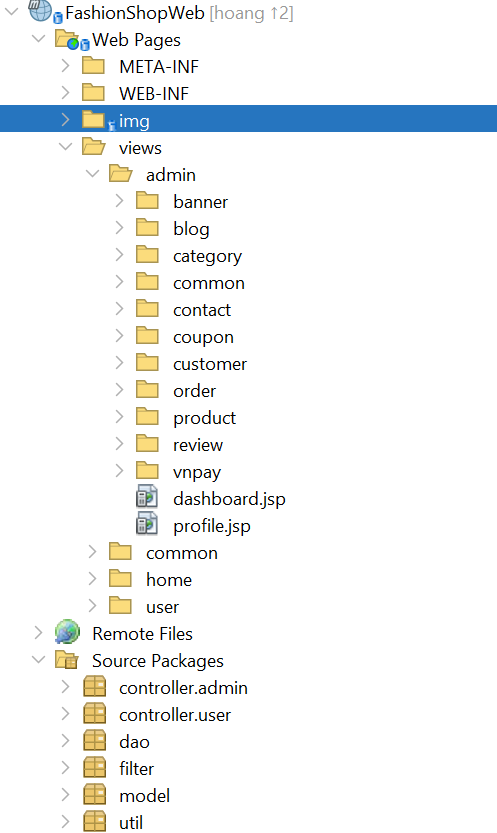 FashionShopWeb [hoang ↑2]
Web Pages
META-INF
WEB-INF
img
views
admin
banner
blog
category
common
contact
coupon
customer
order
product
review
vnpay
dashboard.jsp
profile.jsp
common
home
user
Remote Files
Source Packages
controller.admin
controller.user
dao
filter
model
util